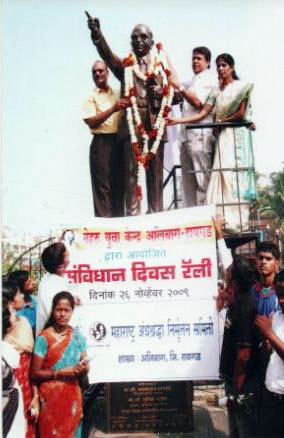 नेहरु युवा केन्द्र अलिबाग-रायगड
द्वारा आयोजित
संविधान दिवस रॅली
दिनांक २६ नोव्हेंबर २००९
महाराष्ट्र अंधश्रद्धा निर्मूलन समिती
शाखा: अलिबाग, जि. रायगड